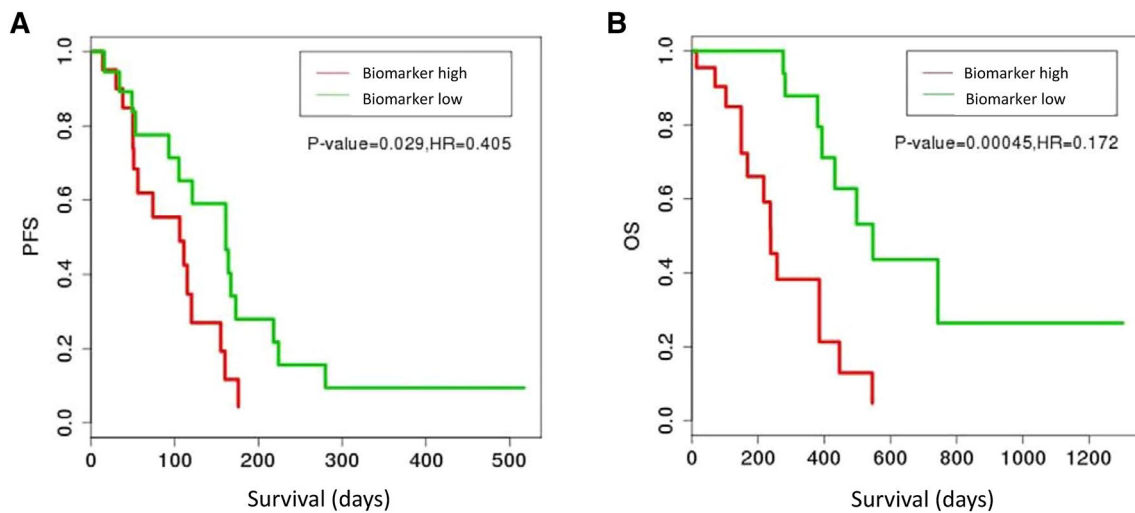 A
PFS
1.0
0.8
0.6
0.4
0.2
0.0
Biomarker high
Biomarker low
P-value=0.029,HR=0.405
0 100 200 300 400 500
Survival (days)
B
OS
1.0
0.8
0.6
0.4
0.2
0.0
Biomarker high
Biomarker low
P-value=0.00045,HR=0.172
0 200 400 600 800 1000 1200
Survival (days)